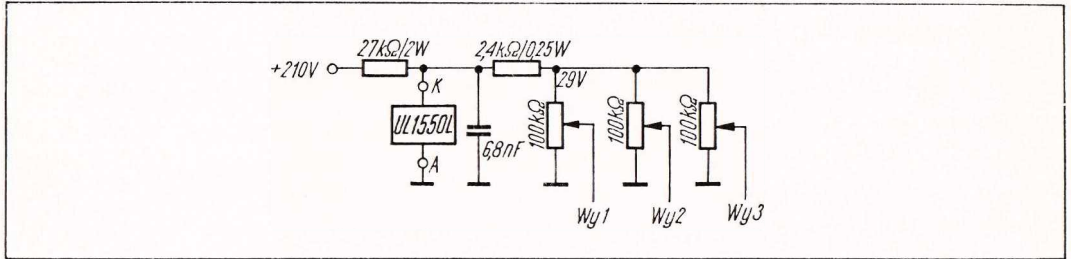 27kΩ/2W
2,4kΩ/0,25W
+210V
K
29V
UL1550L
6,8nF
100kΩ
100kΩ
100kΩ
A
Wy1
Wy2
Wy3